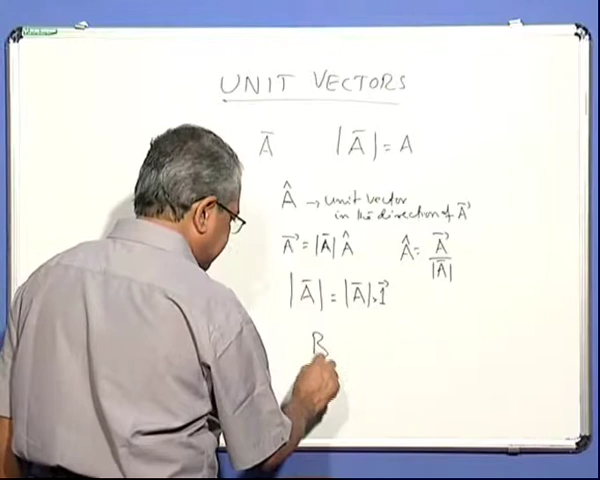 UNIT VECTORS
A̅ |A̅| = A
Â → unit vector
in the direction of A⃗
A⃗ = |A̅| Â Â = A⃗ / |A̅|
|A̅| = |A̅| × 1⃗
B